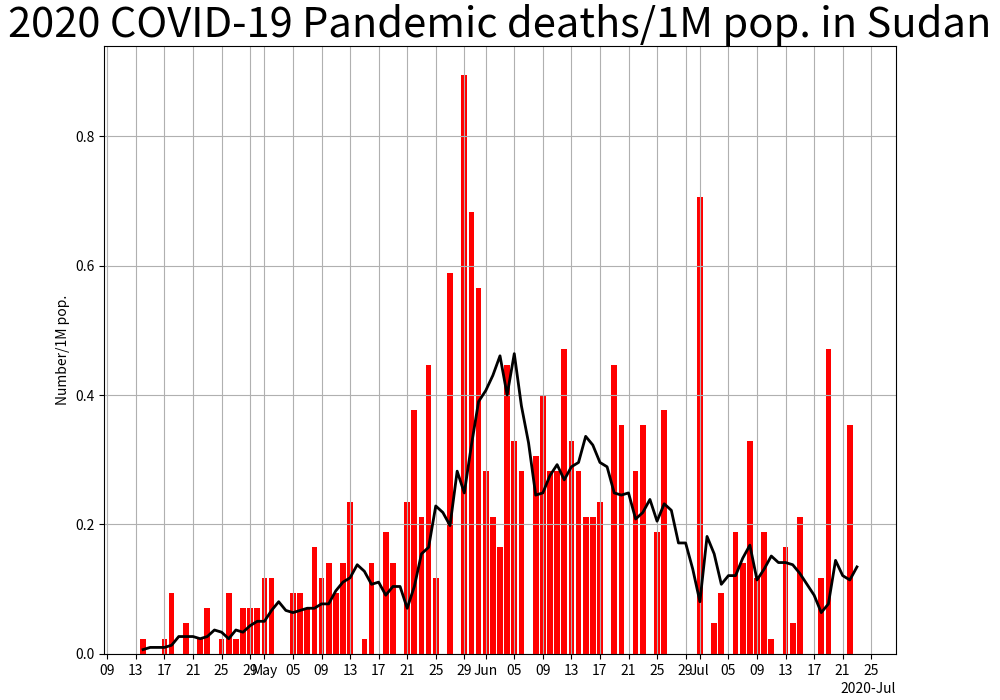 2020 COVID-19 Pandemic deaths/1M pop. in Sudan
Number/1M pop.
0.8
0.6
0.4
0.2
0.0
09 13 17 21 25 29 May 05 09 13 17 21 25 29 Jun 05 09 13 17 21 25 29 Jul 05 09 13 17 21 25
2020-Jul